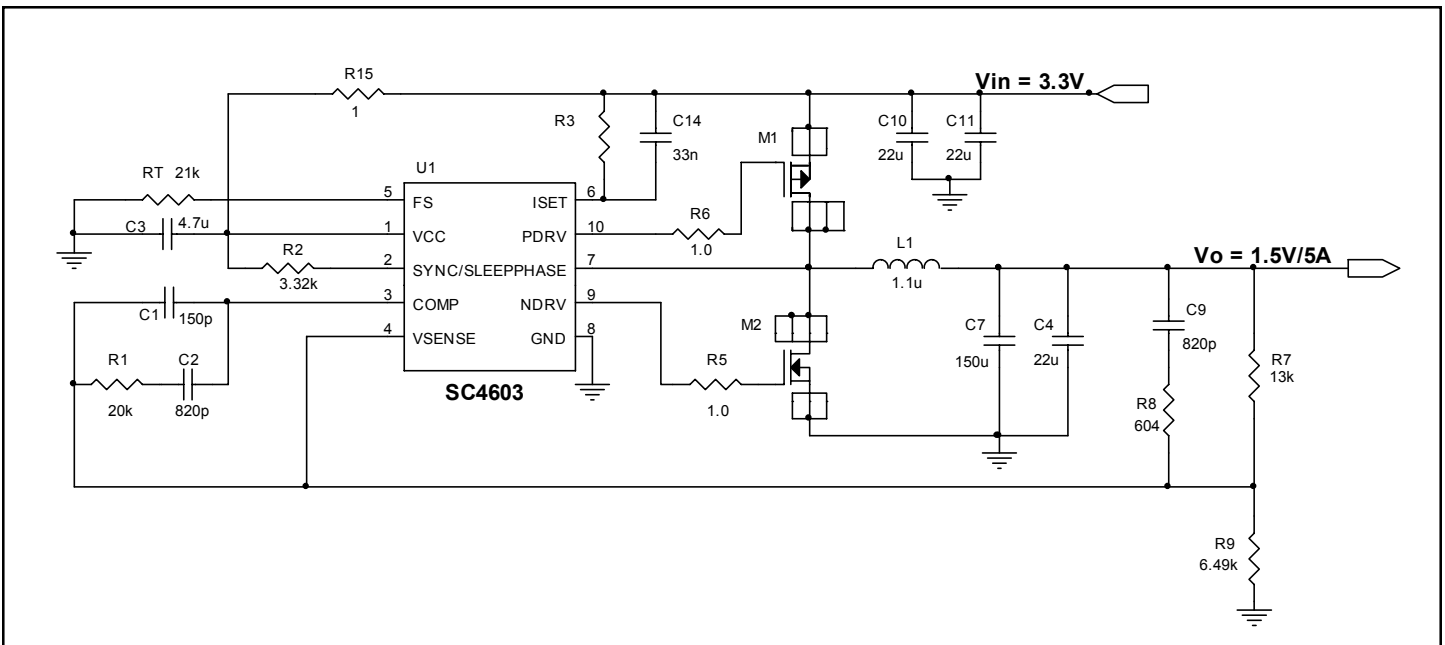 R15
1
Vin = 3.3V
R3
C14
33n
M1
C10
22u
C11
22u
RT 21k
U1
C3
4.7u
R2
3.32k
5
1
2
3
4
FS
VCC
SYNC/SLEEPPHASE
COMP
VSENSE
ISET
PDRV
NDRV
GND
6
10
7
9
8
SC4603
C1
150p
R1
20k
C2
820p
R6
1.0
L1
1.1u
Vo = 1.5V/5A
M2
R5
1.0
C7
150u
C4
22u
C9
820p
R8
604
R7
13k
R9
6.49k